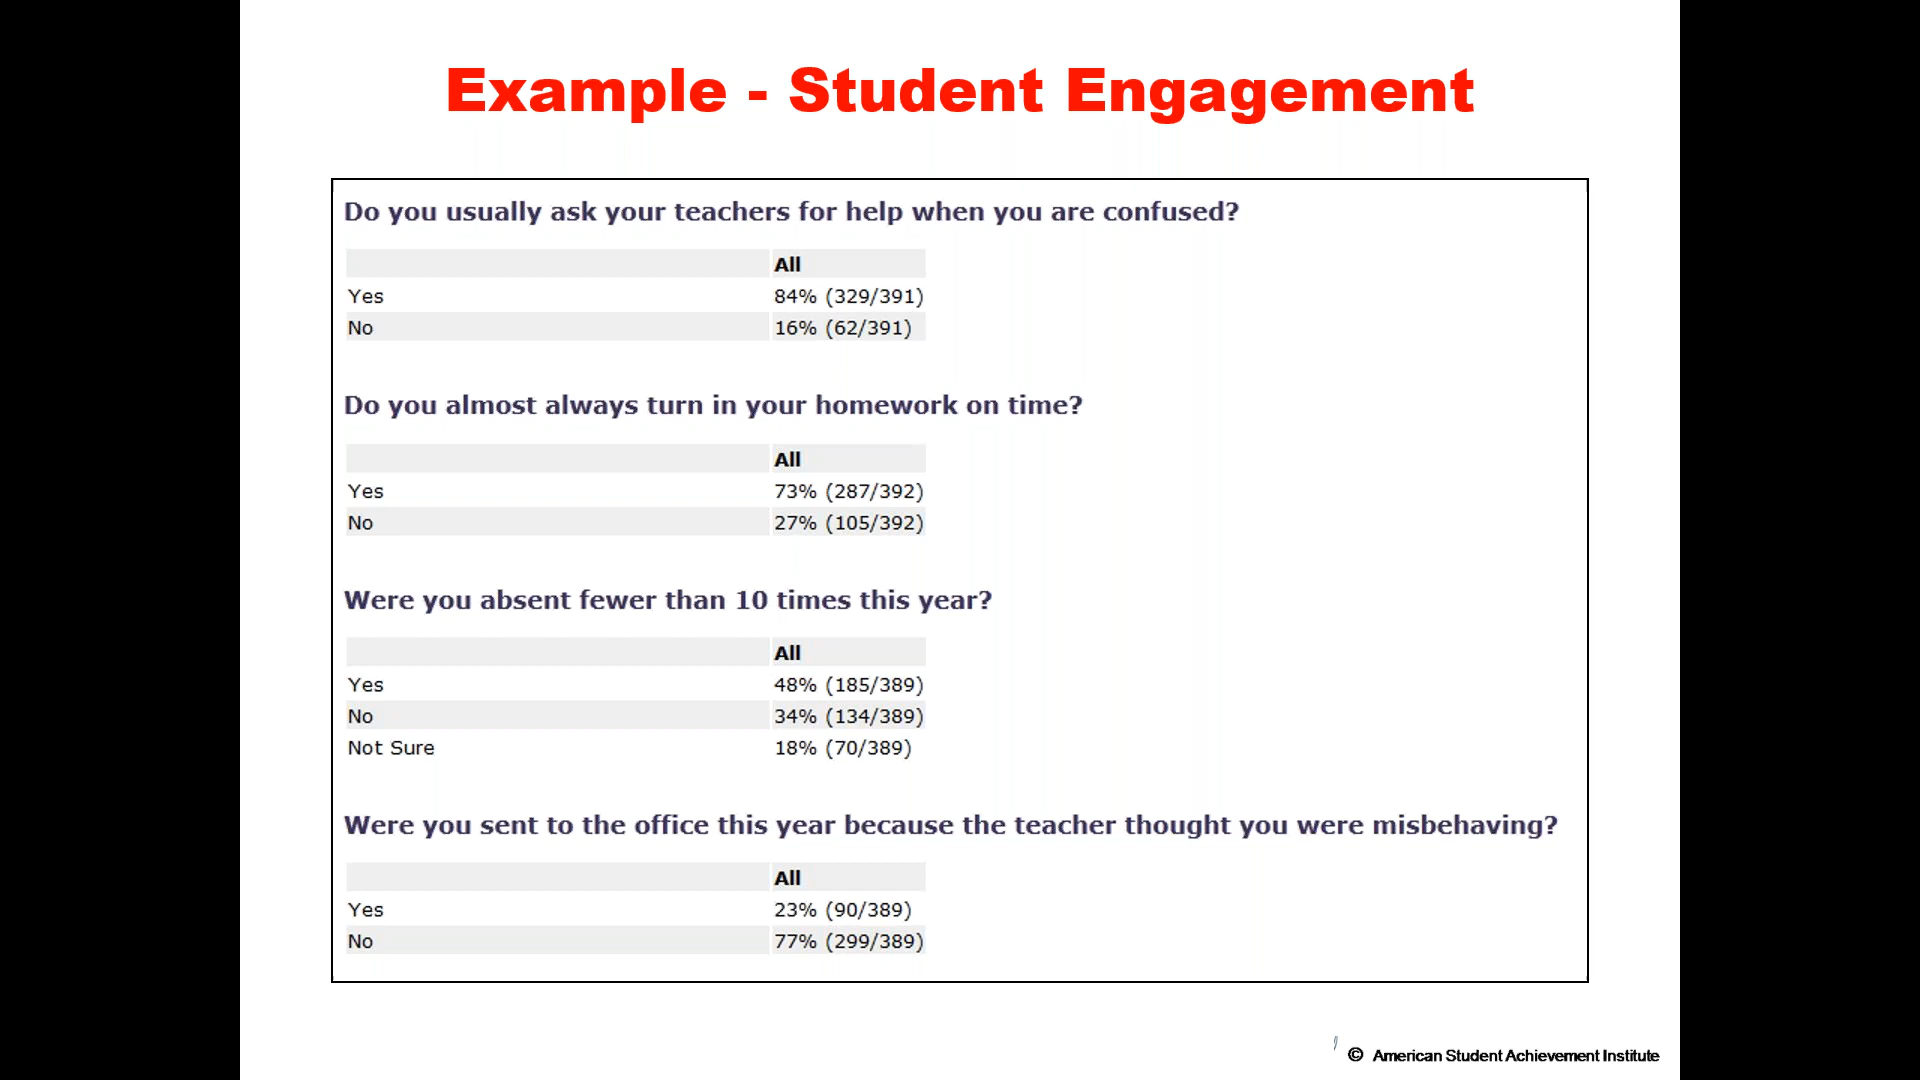 Example - Student Engagement
Do you usually ask your teachers for help when you are confused?
All
Yes 84% (329/391)
No 16% (62/391)
Do you almost always turn in your homework on time?
All
Yes 73% (287/392)
No 27% (105/392)
Were you absent fewer than 10 times this year?
All
Yes 48% (185/389)
No 34% (134/389)
Not Sure 18% (70/389)
Were you sent to the office this year because the teacher thought you were misbehaving?
All
Yes 23% (90/389)
No 77% (299/389)
© American Student Achievement Institute